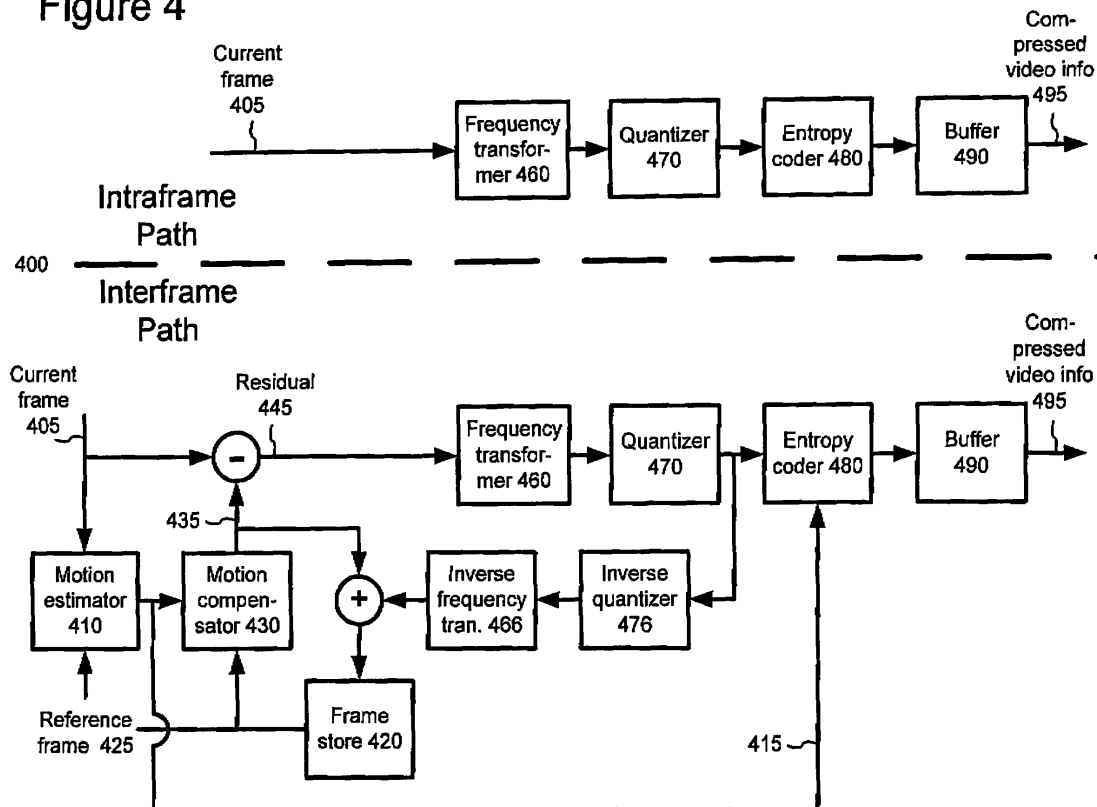 Figure 4
Current
frame
405
Com-
pressed
video info
495
Frequency
transfor-
mer 460
Quantizer
470
Entropy
coder 480
Buffer
490
Intraframe
Path
400
Interframe
Path
Current
frame
405
Residual
445
Com-
pressed
video info
495
-
Frequency
transfor-
mer 460
Quantizer
470
Entropy
coder 480
Buffer
490
435
Motion
estimator
410
Motion
compen-
sator 430
+
Inverse
frequency
tran. 466
Inverse
quantizer
476
Reference
frame 425
Frame
store 420
415